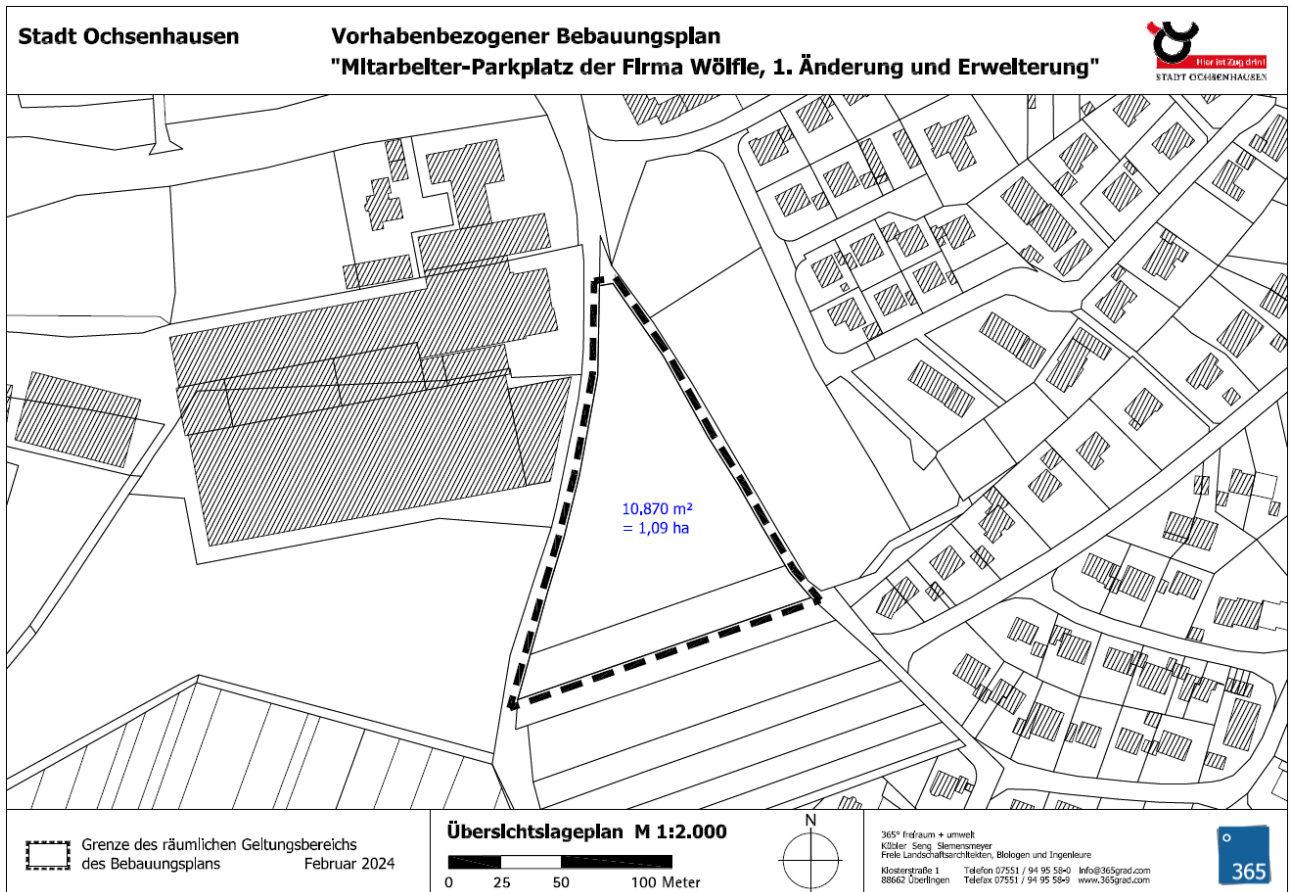 Stadt Ochsenhausen
Vorhabenbezogener Bebauungsplan
"Mitarbeiter-Parkplatz der Firma Wölfle, 1. Änderung und Erweiterung"
Hier ist Zug drin!
STADT OCHSENHAUSEN
10.870 m²
= 1,09 ha
Grenze des räumlichen Geltungsbereichs
des Bebauungsplans
Februar 2024
Übersichtslageplan M 1:2.000
0 25 50 100 Meter
N
365° freiraum + umwelt
Kübler Seng Siemensmeyer
Freie Landschaftsarchitekten, Biologen und Ingenieure
Klosterstraße 1 Telefon 07551 / 94 95 58-0 info@365grad.com
88662 Überlingen Telefax 07551 / 94 95 58-9 www.365grad.com
365